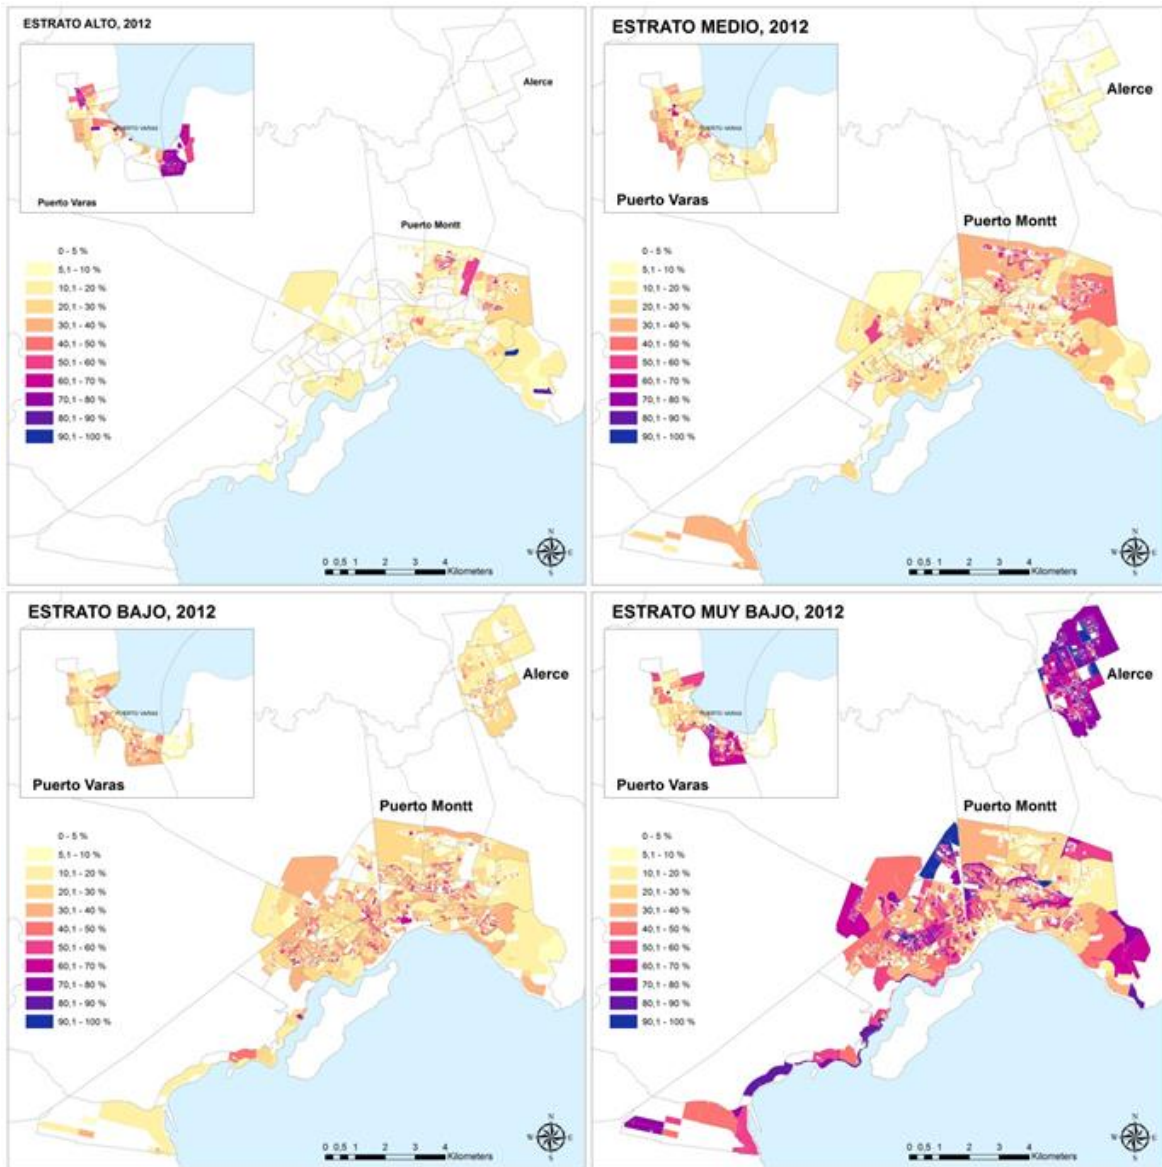 ESTRATO ALTO, 2012
Alerce
PUERTO VARAS
Puerto Varas
Puerto Montt
0 - 5 %
5,1 - 10 %
10,1 - 20 %
20,1 - 30 %
30,1 - 40 %
40,1 - 50 %
50,1 - 60 %
60,1 - 70 %
70,1 - 80 %
80,1 - 90 %
90,1 - 100 %
N
W E
S
0 0,5 1 2 3 4
Kilometers
ESTRATO MEDIO, 2012
Alerce
PUERTO VARAS
Puerto Varas
Puerto Montt
0 - 5 %
5,1 - 10 %
10,1 - 20 %
20,1 - 30 %
30,1 - 40 %
40,1 - 50 %
50,1 - 60 %
60,1 - 70 %
70,1 - 80 %
80,1 - 90 %
90,1 - 100 %
N
W E
S
0 0,5 1 2 3 4
Kilometers
ESTRATO BAJO, 2012
Alerce
PUERTO VARAS
Puerto Varas
Puerto Montt
0 - 5 %
5,1 - 10 %
10,1 - 20 %
20,1 - 30 %
30,1 - 40 %
40,1 - 50 %
50,1 - 60 %
60,1 - 70 %
70,1 - 80 %
80,1 - 90 %
90,1 - 100 %
N
W E
S
0 0,5 1 2 3 4
Kilometers
ESTRATO MUY BAJO, 2012
Alerce
PUERTO VARAS
Puerto Varas
Puerto Montt
0 - 5 %
5,1 - 10 %
10,1 - 20 %
20,1 - 30 %
30,1 - 40 %
40,1 - 50 %
50,1 - 60 %
60,1 - 70 %
70,1 - 80 %
80,1 - 90 %
90,1 - 100 %
N
W E
S
0 0,5 1 2 3 4
Kilometers